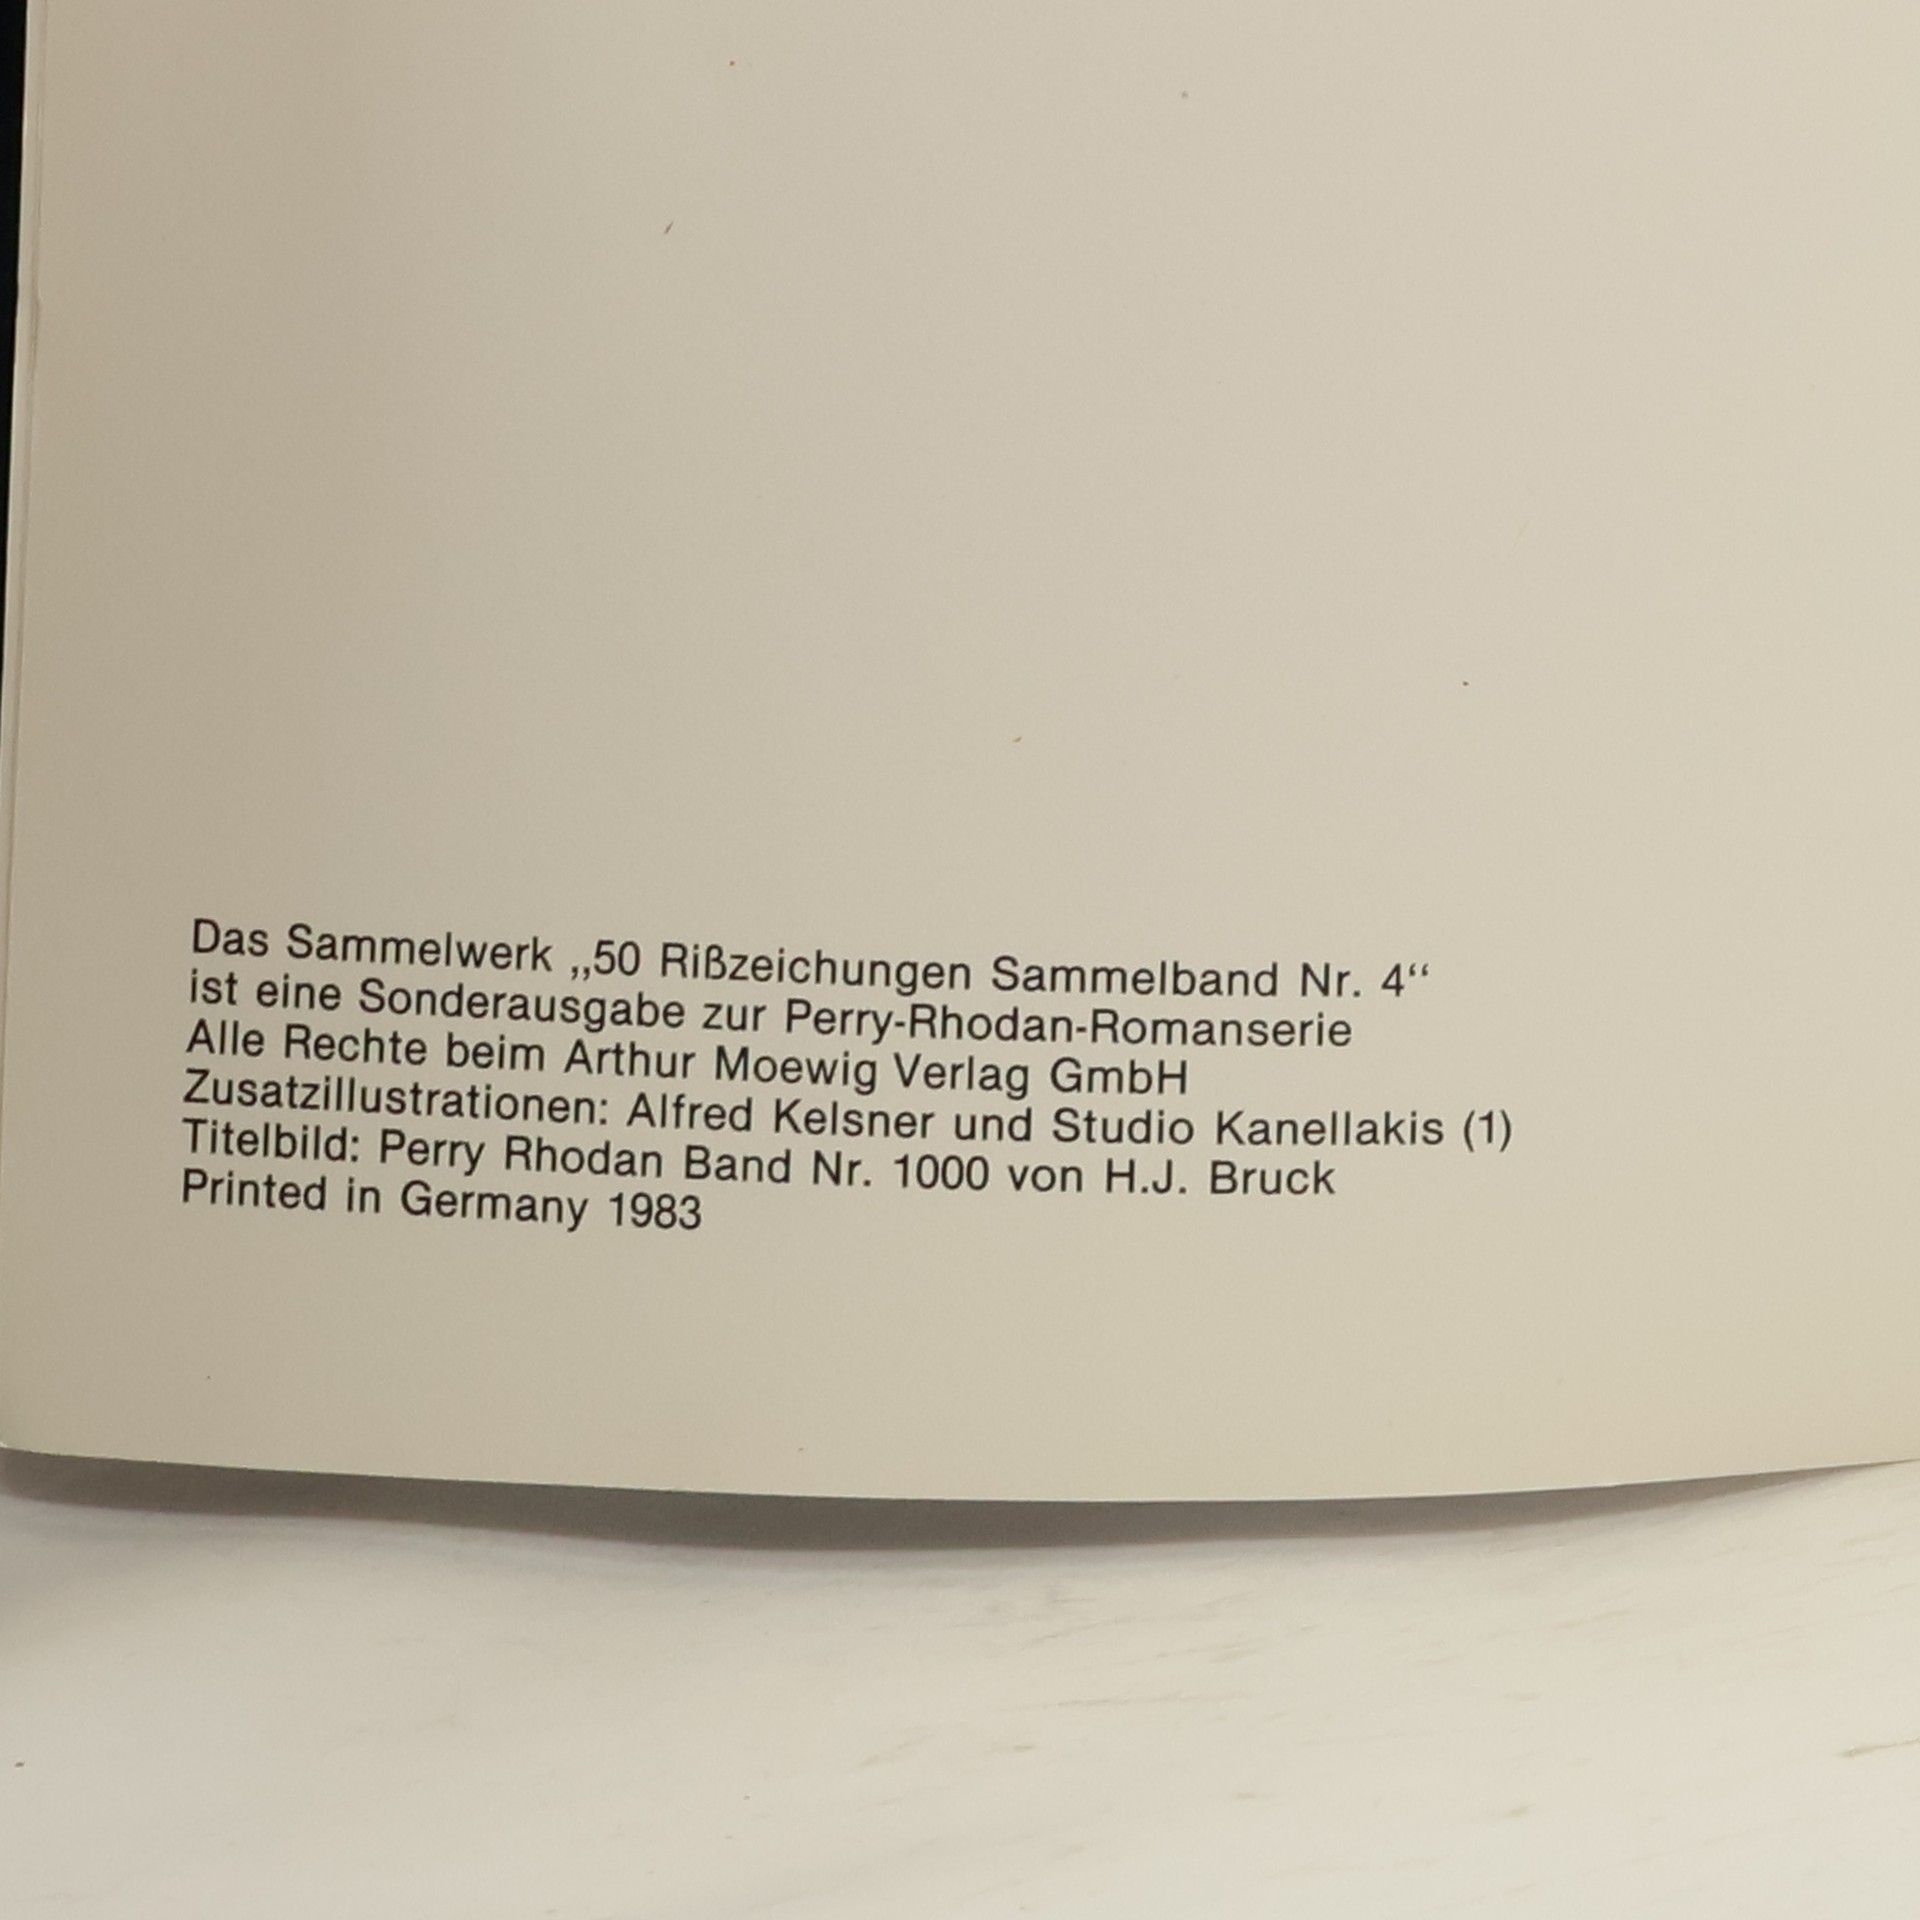 Das Sammelwerk „50 Rißzeichungen Sammelband Nr. 4“
ist eine Sonderausgabe zur Perry-Rhodan-Romanserie
Alle Rechte beim Arthur Moewig Verlag GmbH
Zusatzillustrationen: Alfred Kelsner und Studio Kanellakis (1)
Titelbild: Perry Rhodan Band Nr. 1000 von H.J. Bruck
Printed in Germany 1983